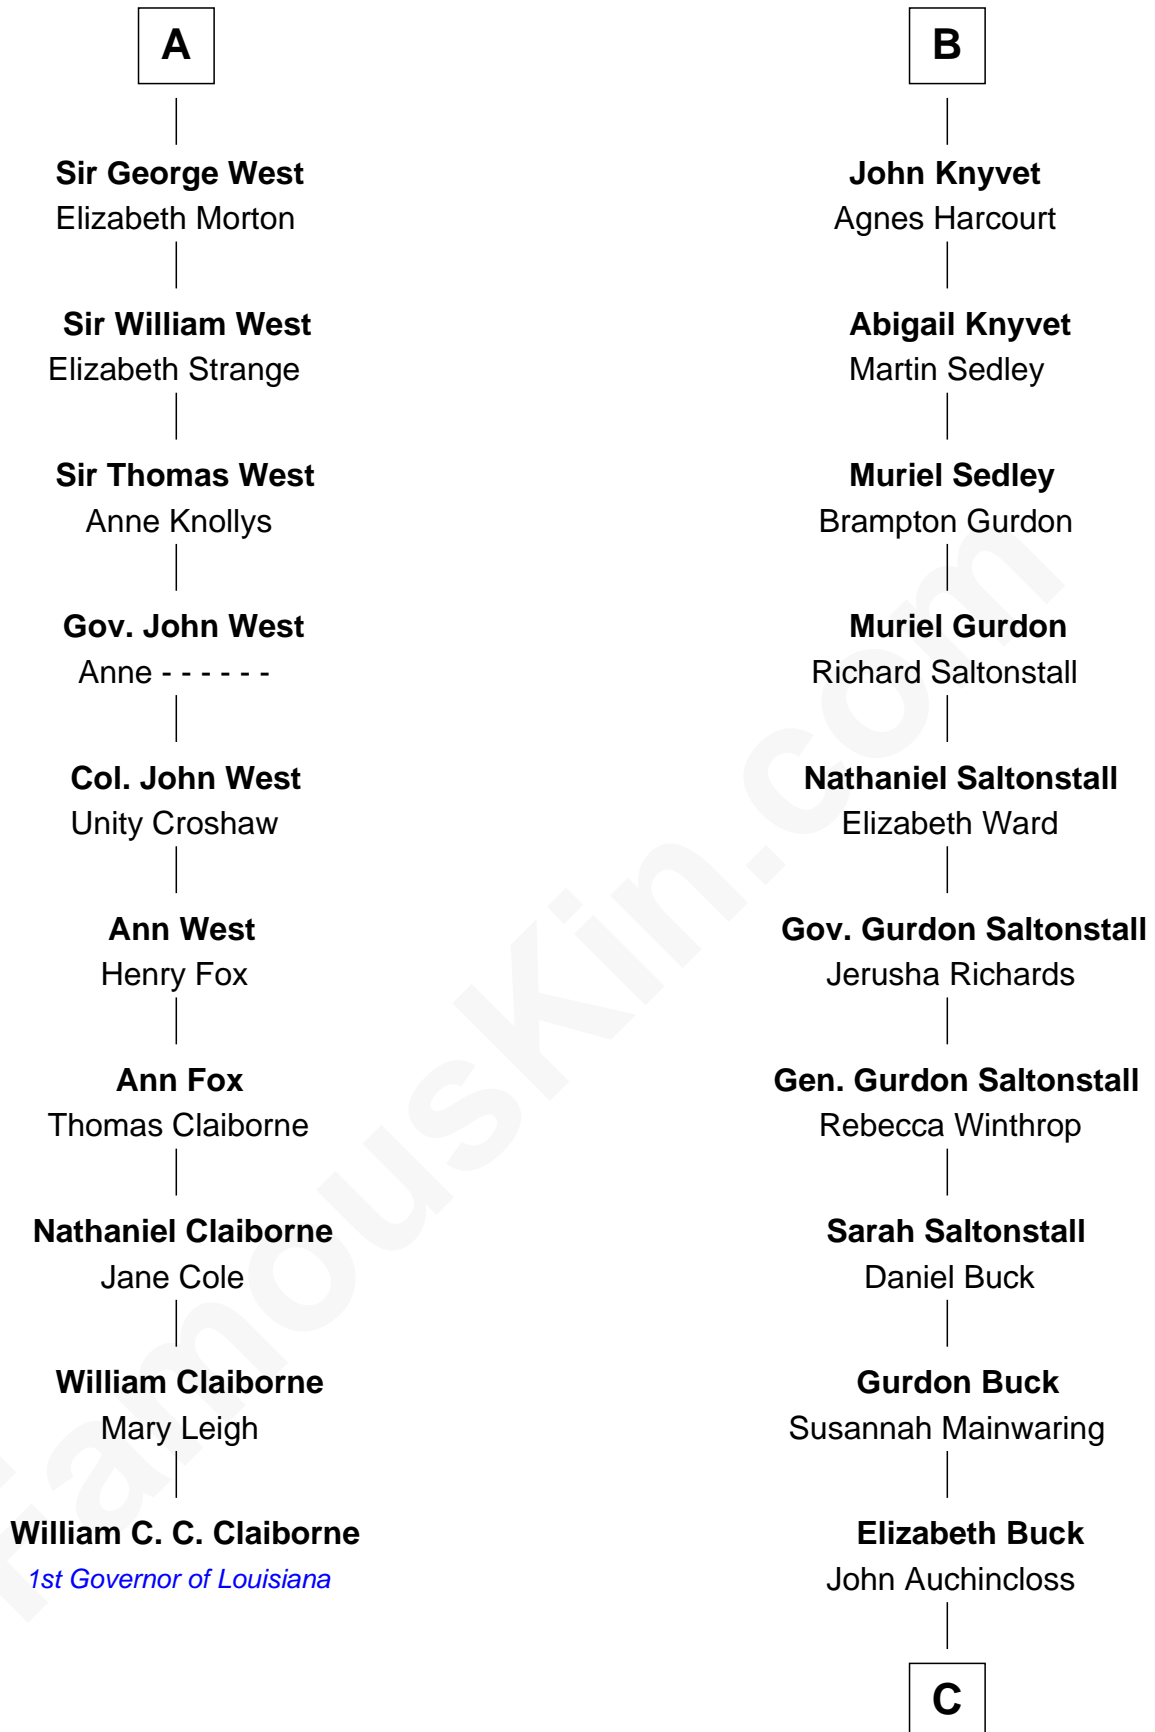 A
Sir George West
Elizabeth Morton
Sir William West
Elizabeth Strange
Sir Thomas West
Anne Knollys
Gov. John West
Anne - - - - - -
Col. John West
Unity Croshaw
Ann West
Henry Fox
Ann Fox
Thomas Claiborne
Nathaniel Claiborne
Jane Cole
William Claiborne
Mary Leigh
William C. C. Claiborne
1st Governor of Louisiana
B
John Knyvet
Agnes Harcourt
Abigail Knyvet
Martin Sedley
Muriel Sedley
Brampton Gurdon
Muriel Gurdon
Richard Saltonstall
Nathaniel Saltonstall
Elizabeth Ward
Gov. Gurdon Saltonstall
Jerusha Richards
Gen. Gurdon Saltonstall
Rebecca Winthrop
Sarah Saltonstall
Daniel Buck
Gurdon Buck
Susannah Mainwaring
Elizabeth Buck
John Auchincloss
C
FamousKin.com